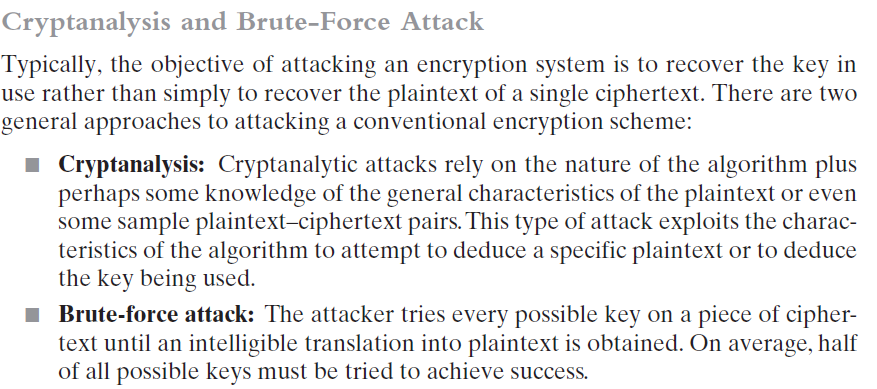 Cryptanalysis and Brute-Force Attack
Typically, the objective of attacking an encryption system is to recover the key in
use rather than simply to recover the plaintext of a single ciphertext. There are two
general approaches to attacking a conventional encryption scheme:
■ Cryptanalysis: Cryptanalytic attacks rely on the nature of the algorithm plus
perhaps some knowledge of the general characteristics of the plaintext or even
some sample plaintext–ciphertext pairs. This type of attack exploits the charac-
teristics of the algorithm to attempt to deduce a specific plaintext or to deduce
the key being used.
■ Brute-force attack: The attacker tries every possible key on a piece of cipher-
text until an intelligible translation into plaintext is obtained. On average, half
of all possible keys must be tried to achieve success.